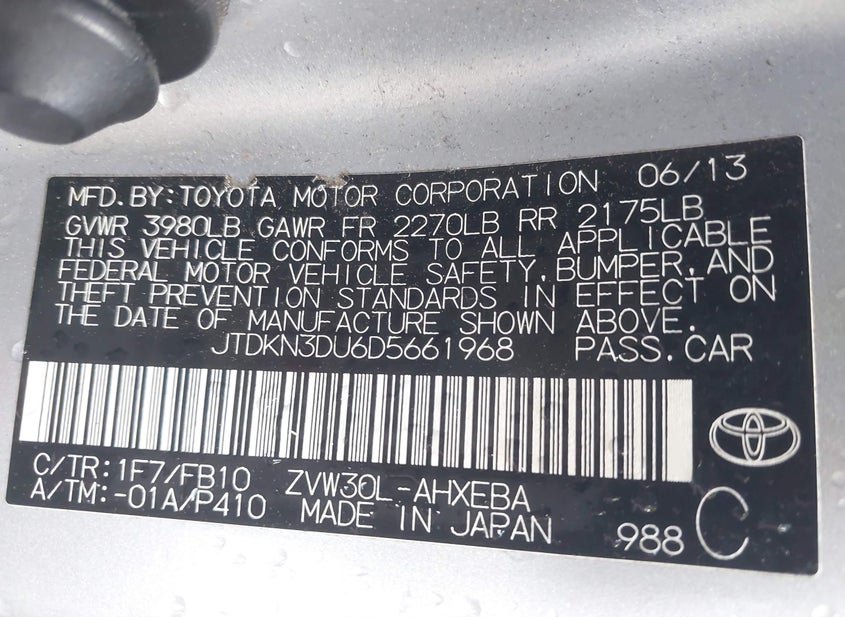 MFD.BY:TOYOTA MOTOR CORPORATION 06/13
GVWR 3980LB GAWR FR 2270LB RR 2175LB
THIS VEHICLE CONFORMS TO ALL APPLICABLE
FEDERAL MOTOR VEHICLE SAFETY,BUMPER,AND
THEFT PREVENTION STANDARDS IN EFFECT ON
THE DATE OF MANUFACTURE SHOWN ABOVE.
JTDKN3DU6D5661968 PASS.CAR
C/TR:1F7/FB10 ZVW30L-AHXEBA
A/TM:-01A/P410 MADE IN JAPAN 988 C